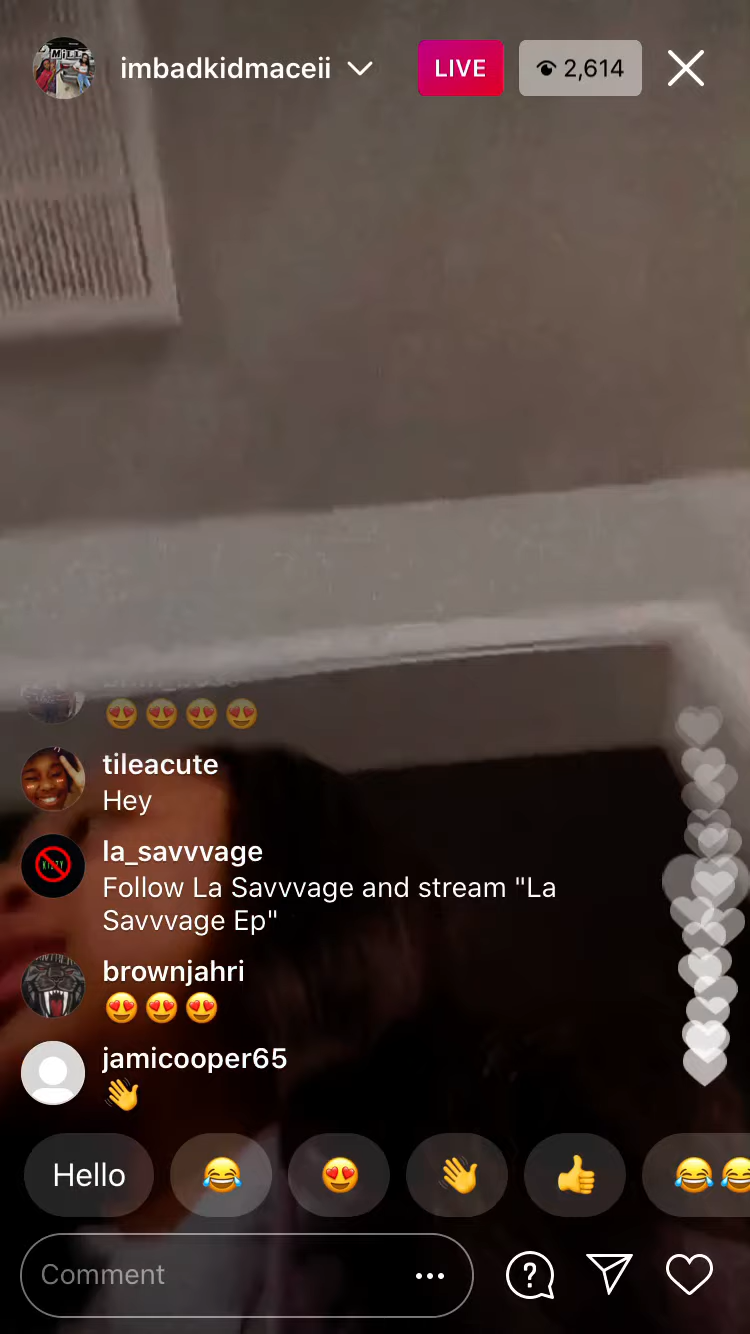 imbadkidmaceii
LIVE
2,614
tileacute
Hey
la_savvvage
Follow La Savvvage and stream "La
Savvvage Ep"
brownjahri
jamicooper65
Hello
Comment